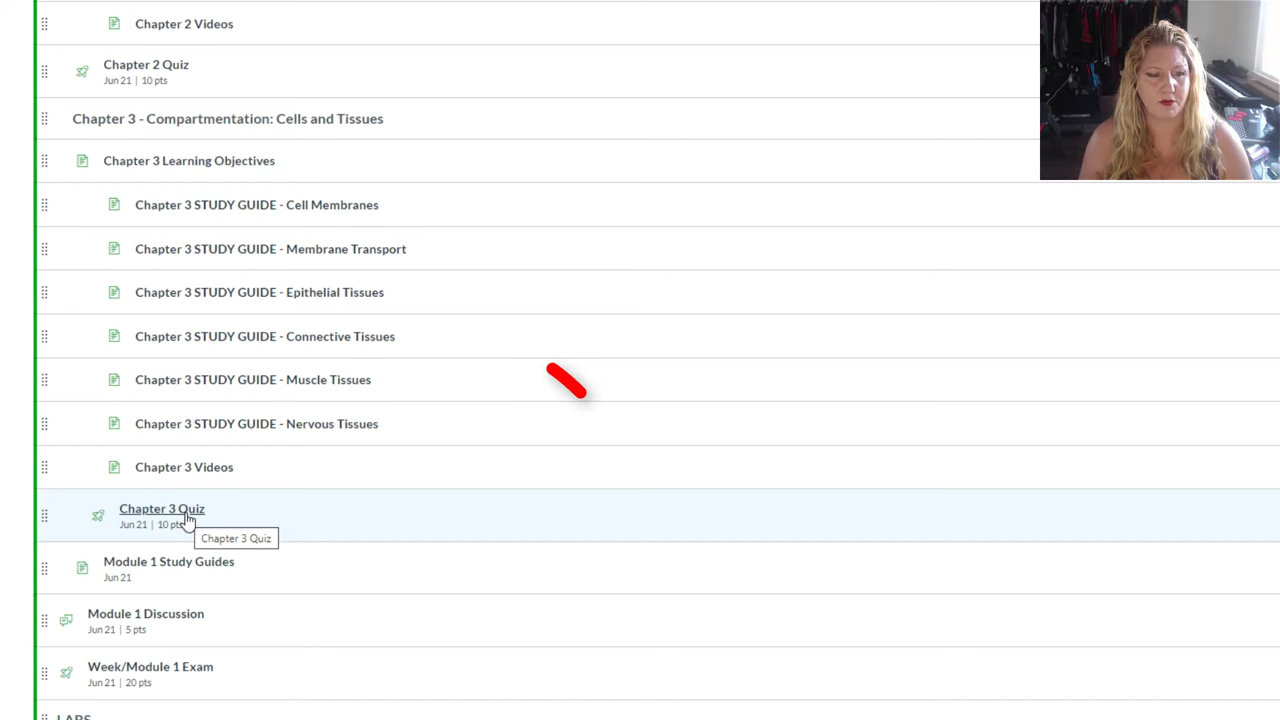 Chapter 2 Videos
Chapter 2 Quiz
Jun 21 | 10 pts
Chapter 3 - Compartmentation: Cells and Tissues
Chapter 3 Learning Objectives
Chapter 3 STUDY GUIDE - Cell Membranes
Chapter 3 STUDY GUIDE - Membrane Transport
Chapter 3 STUDY GUIDE - Epithelial Tissues
Chapter 3 STUDY GUIDE - Connective Tissues
Chapter 3 STUDY GUIDE - Muscle Tissues
Chapter 3 STUDY GUIDE - Nervous Tissues
Chapter 3 Videos
Chapter 3 Quiz
Jun 21 | 10 pts
Chapter 3 Quiz
Module 1 Study Guides
Jun 21
Module 1 Discussion
Jun 21 | 5 pts
Week/Module 1 Exam
Jun 21 | 20 pts
LABS